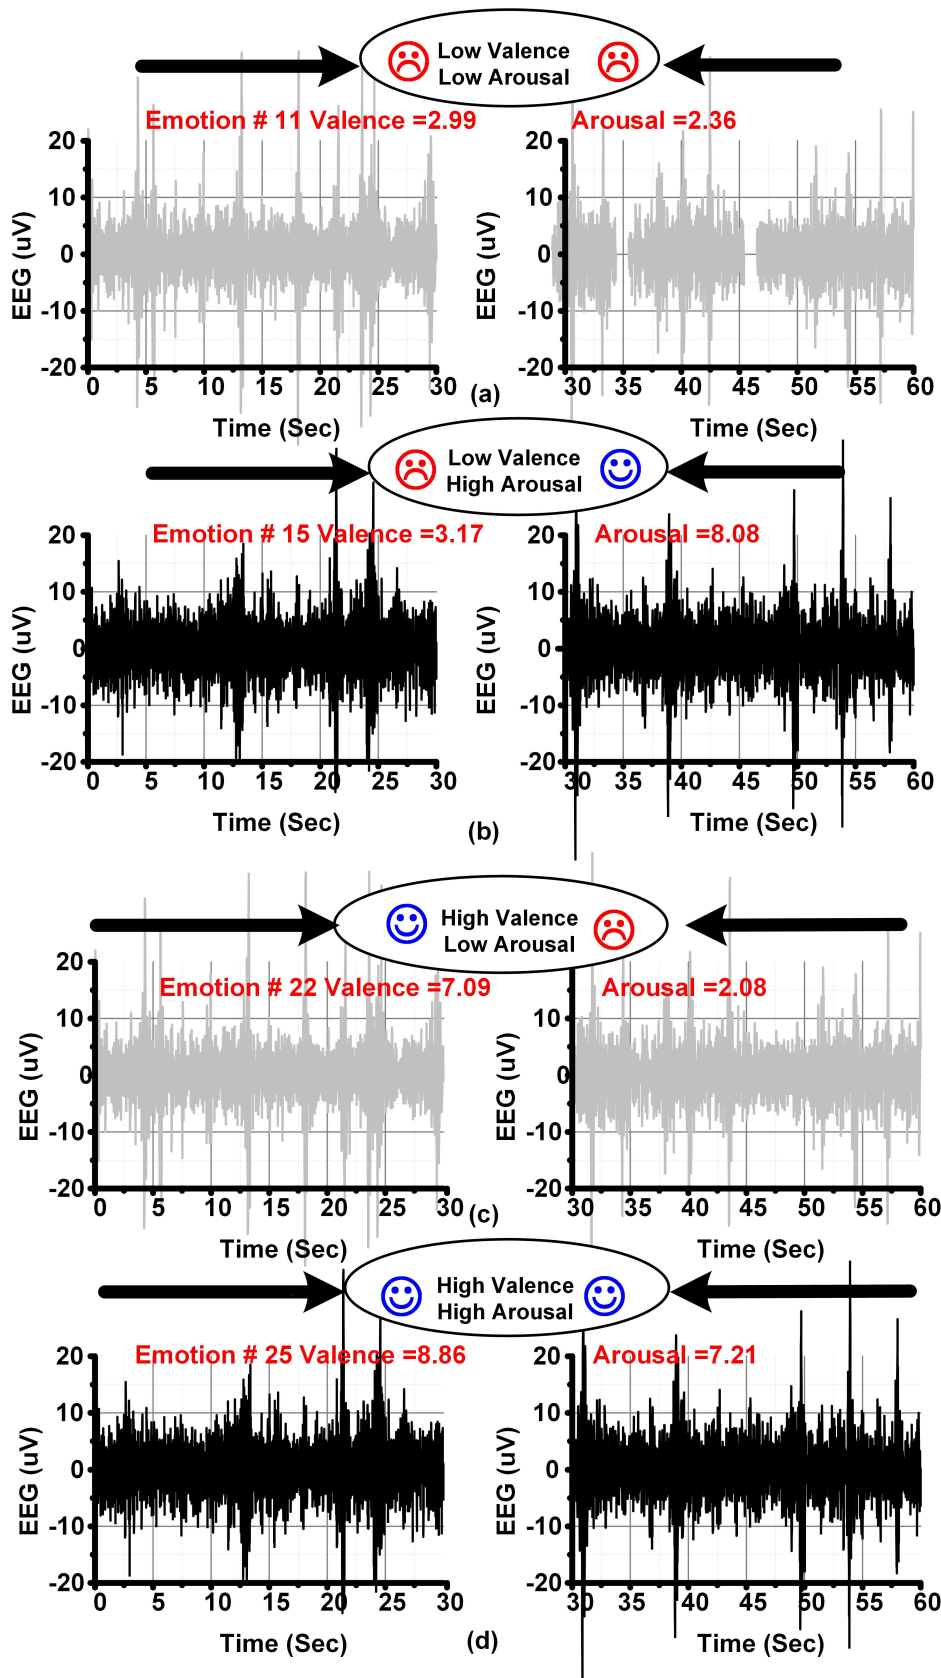 Low Valence
Low Arousal
Emotion # 11 Valence =2.99 Arousal =2.36
EEG (uV)
20
10
0
-10
-20
0 5 10 15 20 25 30
Time (Sec)
EEG (uV)
20
10
0
-10
-20
30 35 40 45 50 55 60
Time (Sec)
(a)
Low Valence
High Arousal
Emotion # 15 Valence =3.17 Arousal =8.08
EEG (uV)
20
10
0
-10
-20
0 5 10 15 20 25 30
Time (Sec)
EEG (uV)
20
10
0
-10
-20
30 35 40 45 50 55 60
Time (Sec)
(b)
High Valence
Low Arousal
Emotion # 22 Valence =7.09 Arousal =2.08
EEG (uV)
20
10
0
-10
-20
0 5 10 15 20 25 30
Time (Sec)
EEG (uV)
20
10
0
-10
-20
30 35 40 45 50 55 60
Time (Sec)
(c)
High Valence
High Arousal
Emotion # 25 Valence =8.86 Arousal =7.21
EEG (uV)
20
10
0
-10
-20
0 5 10 15 20 25 30
Time (Sec)
EEG (uV)
20
10
0
-10
-20
30 35 40 45 50 55 60
Time (Sec)
(d)